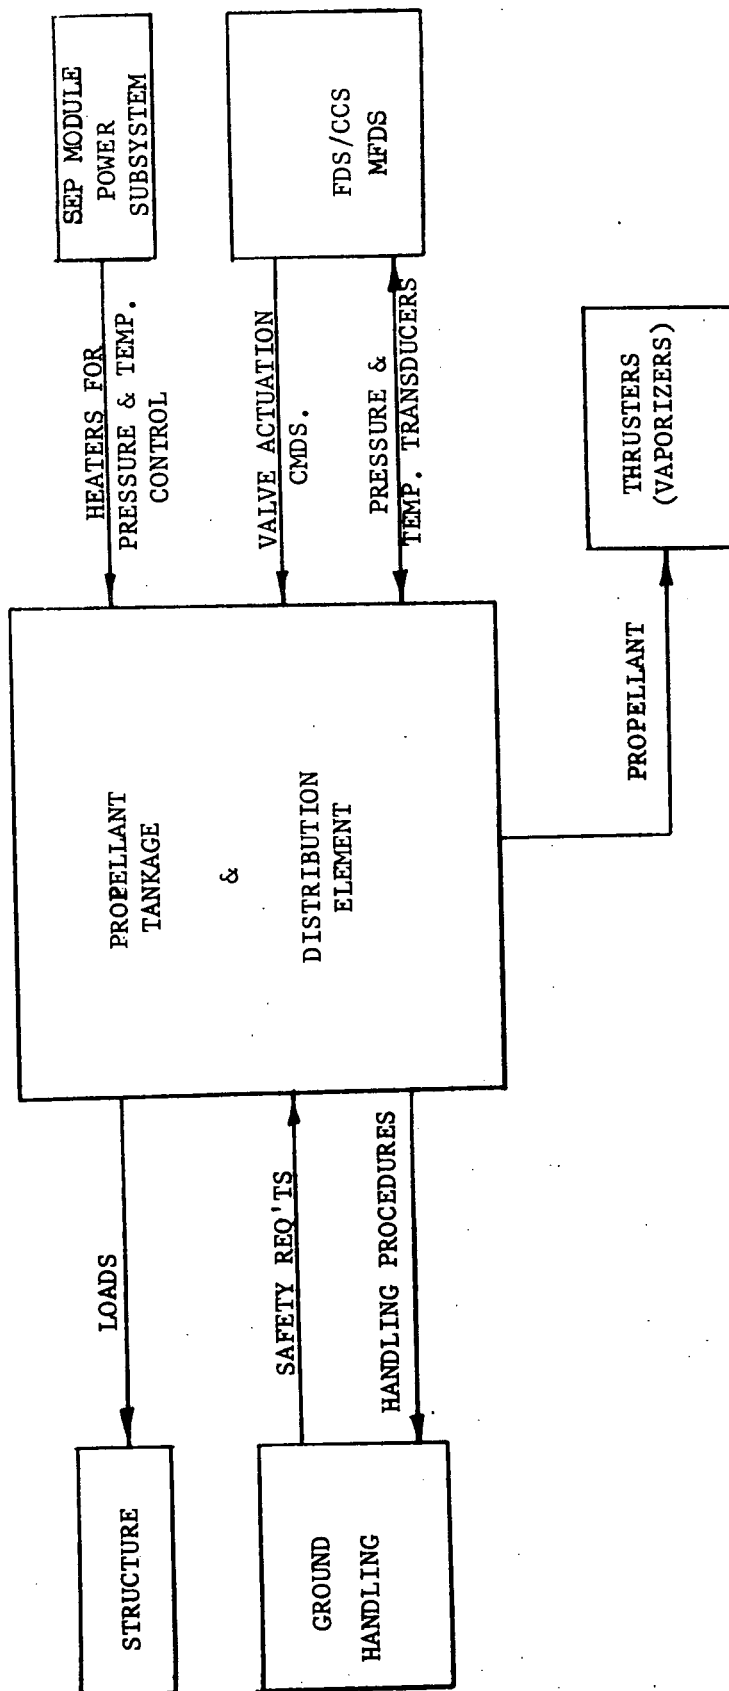 STRUCTURE
LOADS
GROUND
HANDLING
SAFETY REQ'TS
HANDLING PROCEDURES
PROPELLANT
TANKAGE
&
DISTRIBUTION
ELEMENT
HEATERS FOR
PRESSURE & TEMP.
CONTROL
SEP MODULE
POWER
SUBSYSTEM
VALVE ACTUATION
CMDS.
PRESSURE &
TEMP. TRANSDUCERS
FDS/CCS
MFDS
PROPELLANT
THRUSTERS
(VAPORIZERS)